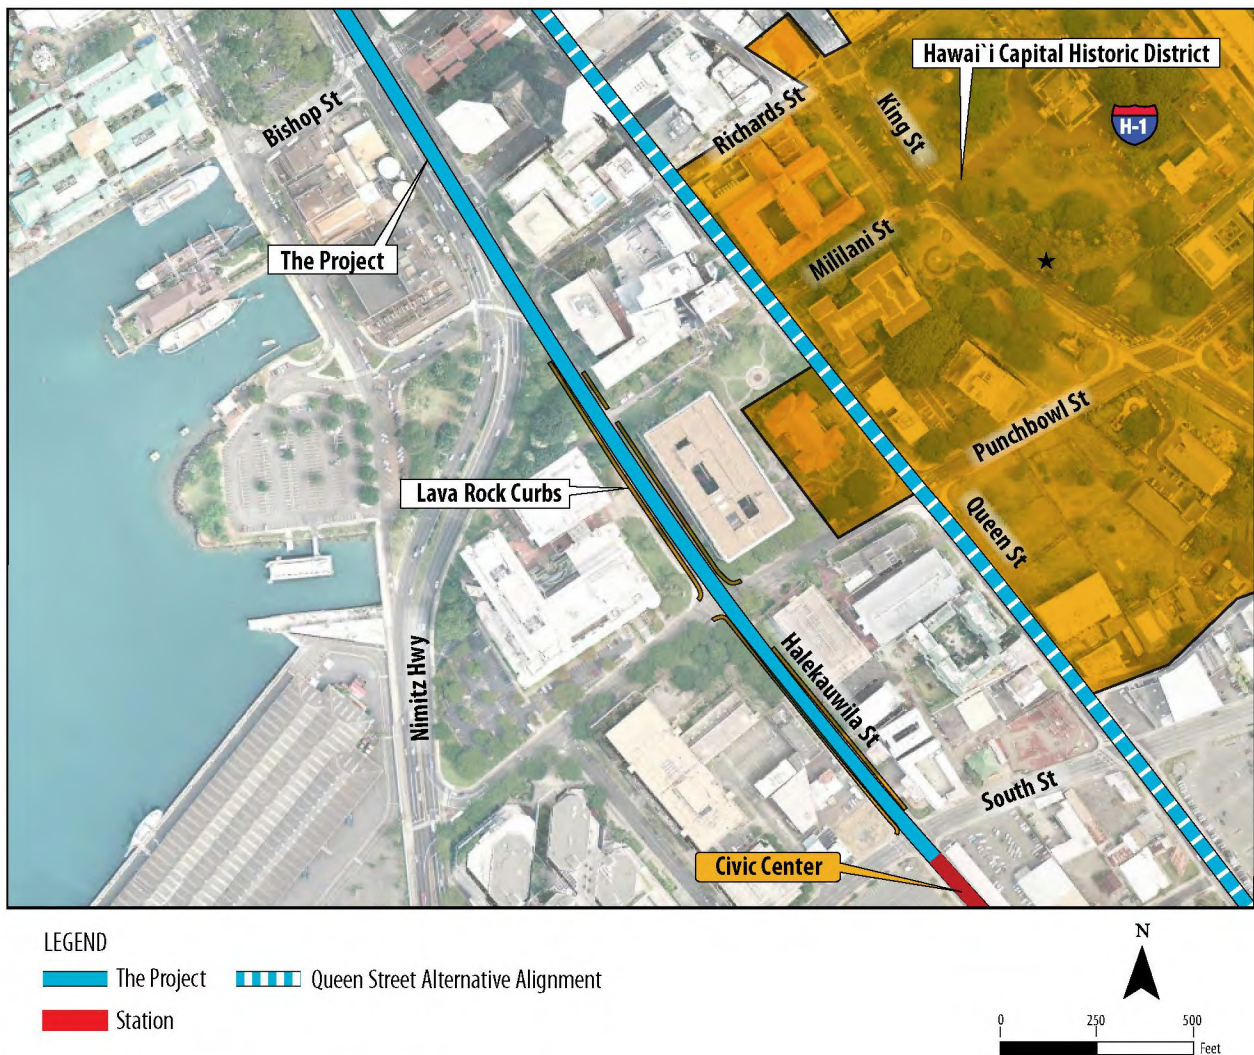 Hawai`i Capital Historic District
H-1
King St
Richards St
Bishop St
Mililani St
The Project
Punchbowl St
Lava Rock Curbs
Queen St
Nimitz Hwy
Halekauwila St
South St
Civic Center
LEGEND
The Project
Queen Street Alternative Alignment
Station
N
0 250 500
Feet